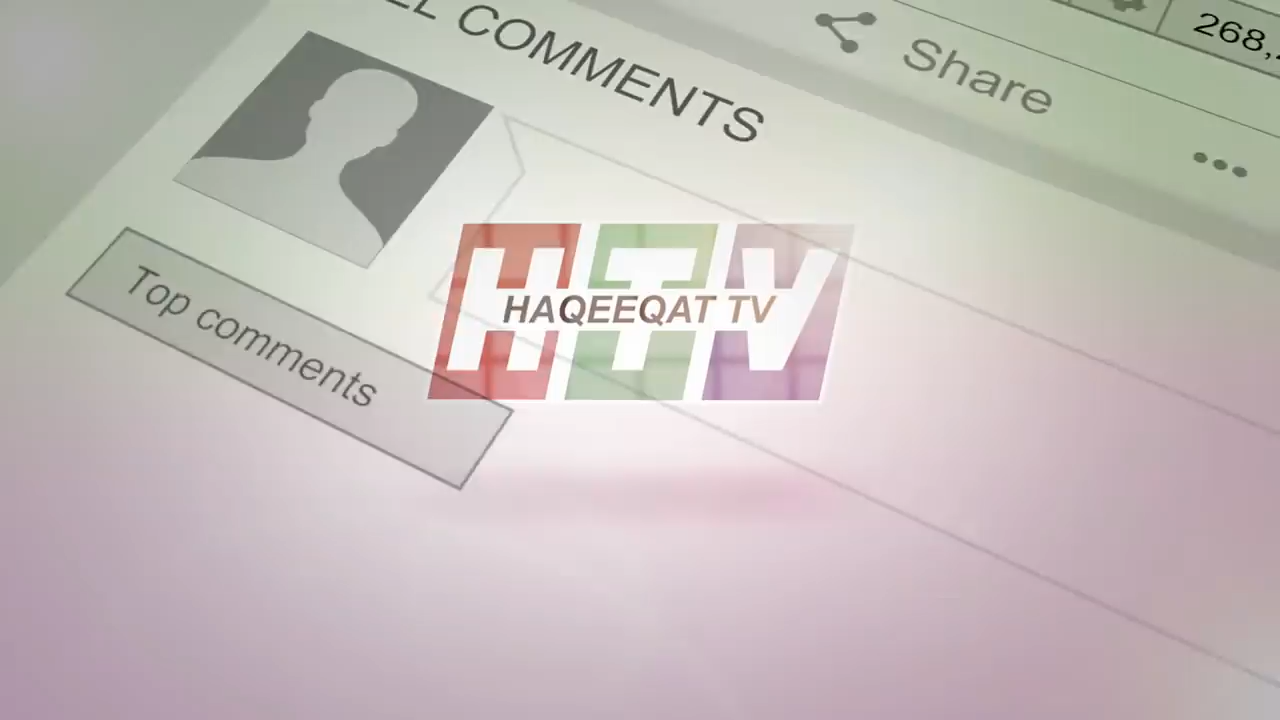 268,
Share
COMMENTS
HTV
HAQEEQAT TV
Top comments